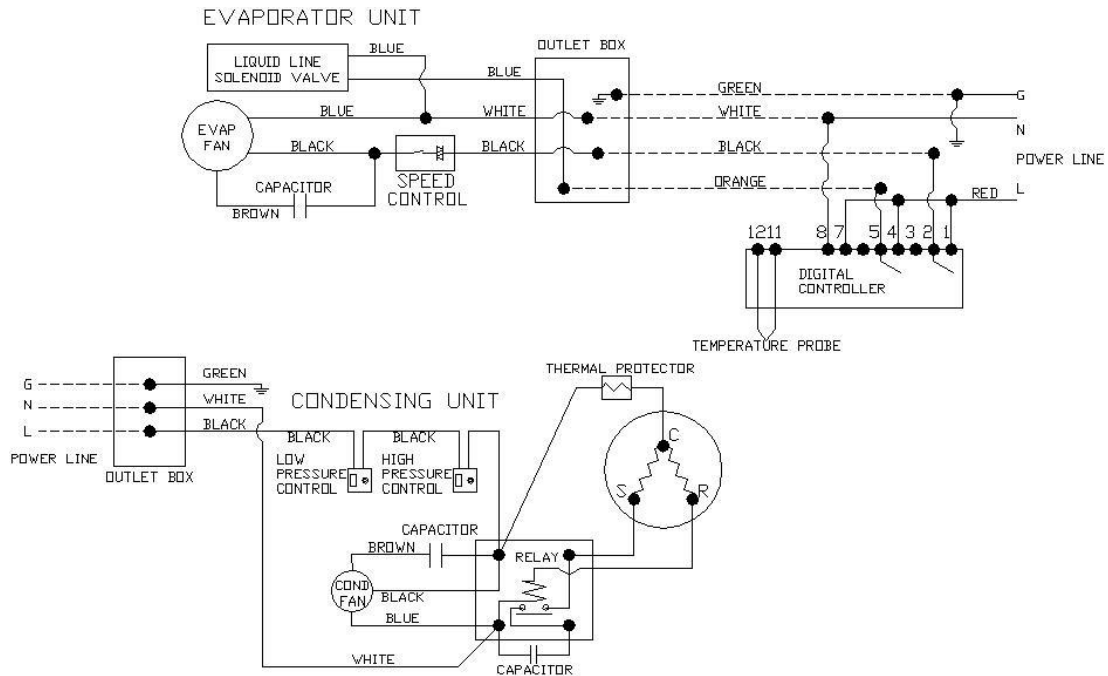 EVAPORATOR UNIT
LIQUID LINE
SOLENOID VALVE
BLUE
BLUE
OUTLET BOX
GREEN
G
EVAP
FAN
BLUE
WHITE
WHITE
N
BLACK
BLACK
BLACK
POWER LINE
SPEED
CONTROL
CAPACITOR
BROWN
ORANGE
RED
L
12 11 8 7 5 4 3 2 1
DIGITAL
CONTROLLER
TEMPERATURE PROBE
G
N
L
POWER LINE
OUTLET BOX
GREEN
WHITE
BLACK
CONDENSING UNIT
BLACK
LOW
PRESSURE
CONTROL
BLACK
HIGH
PRESSURE
CONTROL
THERMAL PROTECTOR
C
S
R
CAPACITOR
BROWN
RELAY
COND
FAN
BLACK
BLUE
WHITE
CAPACITOR